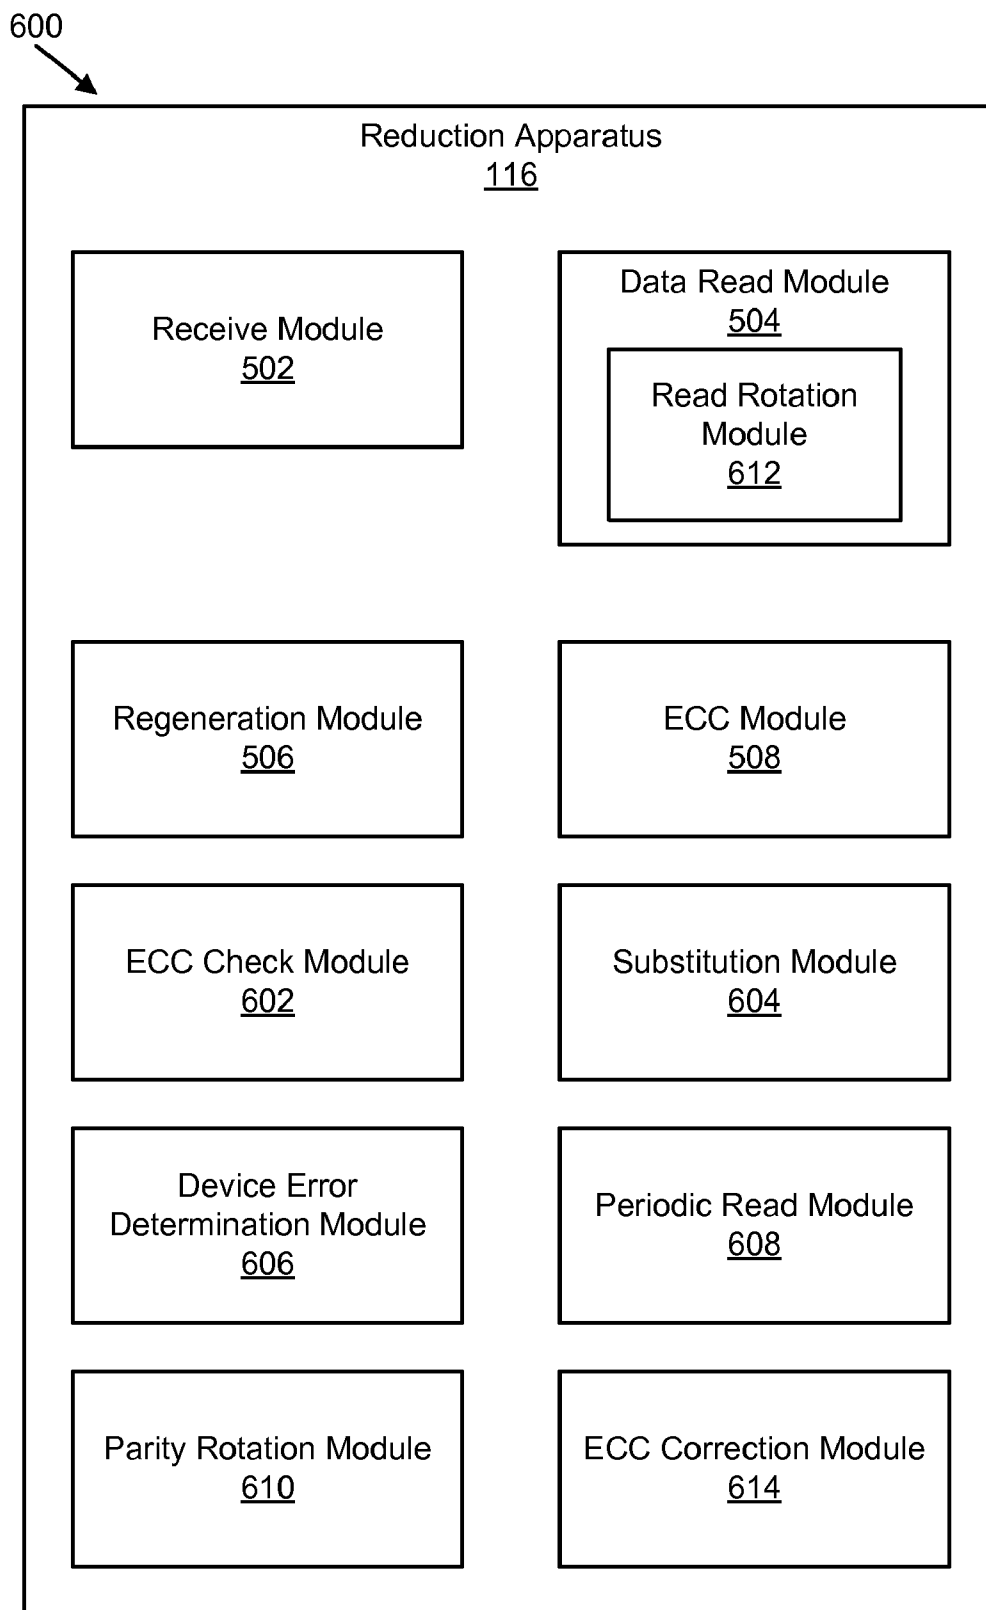 600
Reduction Apparatus
116
Receive Module
502
Data Read Module
504
Read Rotation
Module
612
Regeneration Module
506
ECC Module
508
ECC Check Module
602
Substitution Module
604
Device Error
Determination Module
606
Periodic Read Module
608
Parity Rotation Module
610
ECC Correction Module
614